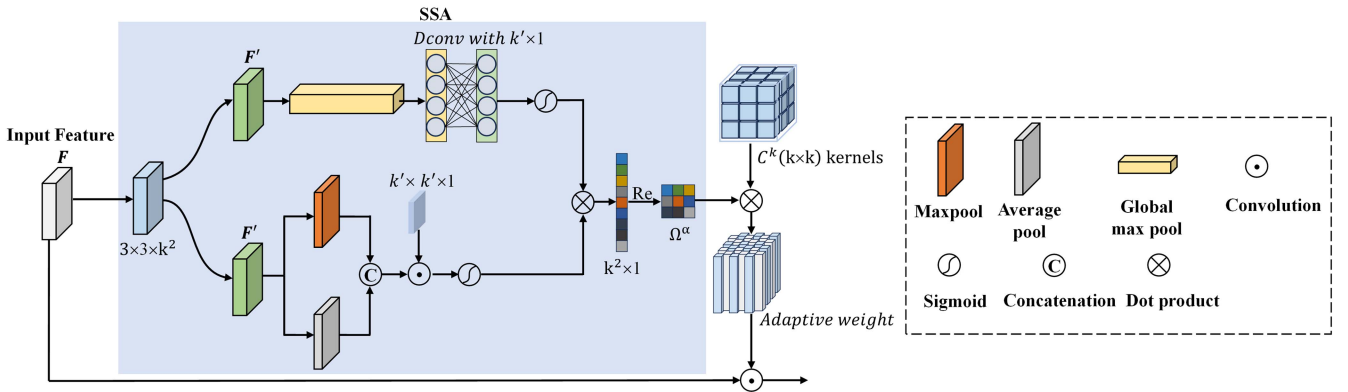 SSA
Dconv with k′×1
F′
Input Feature
F
k′× k′×1
3×3×k²
F′
C
Re
k²×1
Ωᵅ
Cᵏ(k×k) kernels
Adaptive weight
Maxpool
Average
pool
Global
max pool
Convolution
C
Sigmoid
Concatenation
Dot product